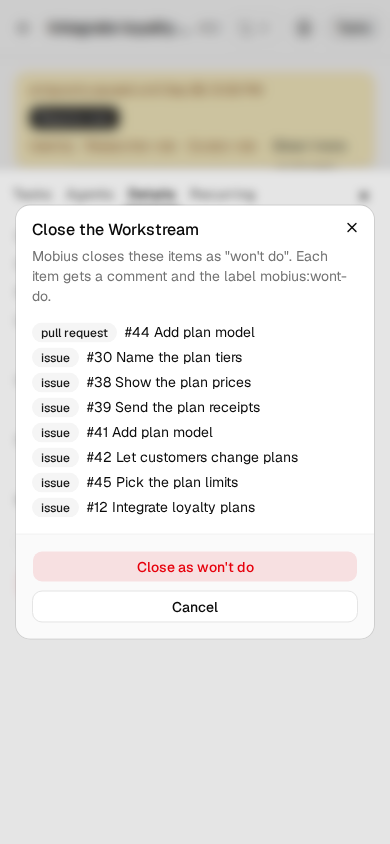 Details
Close the Workstream
Mobius closes these items as "won't do". Each
item gets a comment and the label mobius:wont-
do.
pull request #44 Add plan model
issue #30 Name the plan tiers
issue #38 Show the plan prices
issue #39 Send the plan receipts
issue #41 Add plan model
issue #42 Let customers change plans
issue #45 Pick the plan limits
issue #12 Integrate loyalty plans
Close as won't do
Cancel